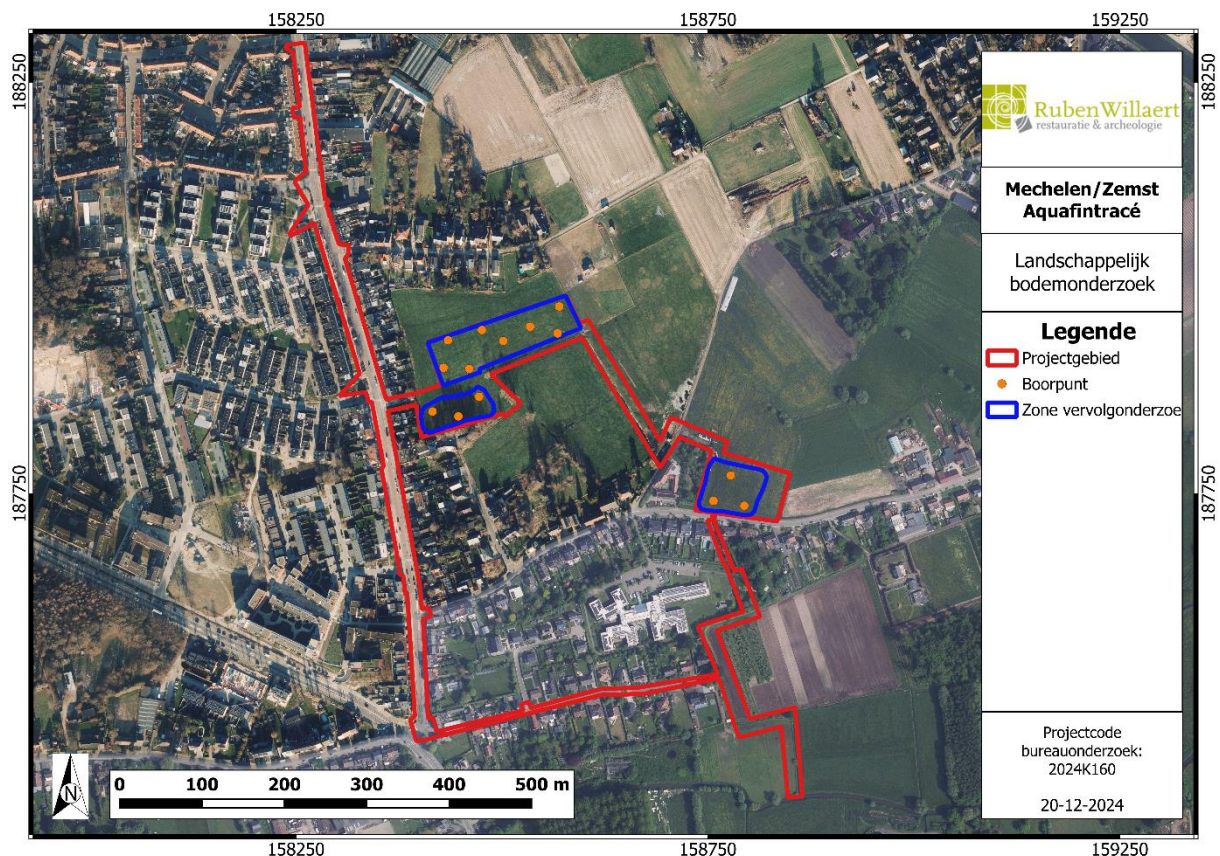 158250 158750 159250
188250
188250
187750
187750
RubenWillaert
restauratie & archeologie
Mechelen/Zemst
Aquafintracé
Landschappelijk
bodemonderzoek
Legende
Projectgebied
Boorpunt
Zone vervolgonderzoe
Projectcode
bureauonderzoek:
2024K160
20-12-2024
N
0 100 200 300 400 500 m
158250 158750 159250